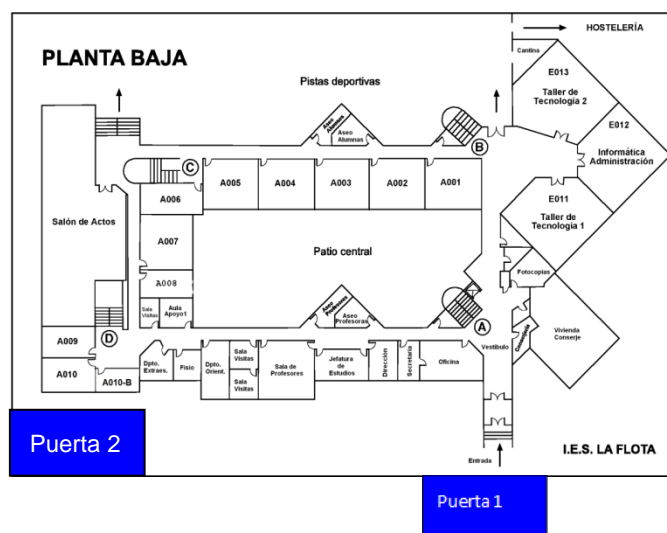 HOSTELERÍA
PLANTA BAJA
Cantina
Pistas deportivas
E013
Taller de
Tecnología 2
Aseo
Alumnos
Aseo
Alumnas
E012
Informática
Administración
B
C
A005
A004
A003
A002
A001
A006
E011
Taller de
Tecnología 1
Salón de Actos
A007
Patio central
A008
Fotocopias
Sala
Visitas
Aula
Apoyo1
Aseo
Profesores
Aseo
Profesoras
A
D
Vestíbulo
Conserjería
Vivienda
Conserje
A009
A010
A010-B
Dpto.
Extraes.
Fisio
Dpto.
Orient.
Sala
Visitas
Sala
Visitas
Sala de
Profesores
Jefatura de
Estudios
Dirección
Secretaría
Oficina
Puerta 2
I.E.S. LA FLOTA
Entrada
Puerta 1